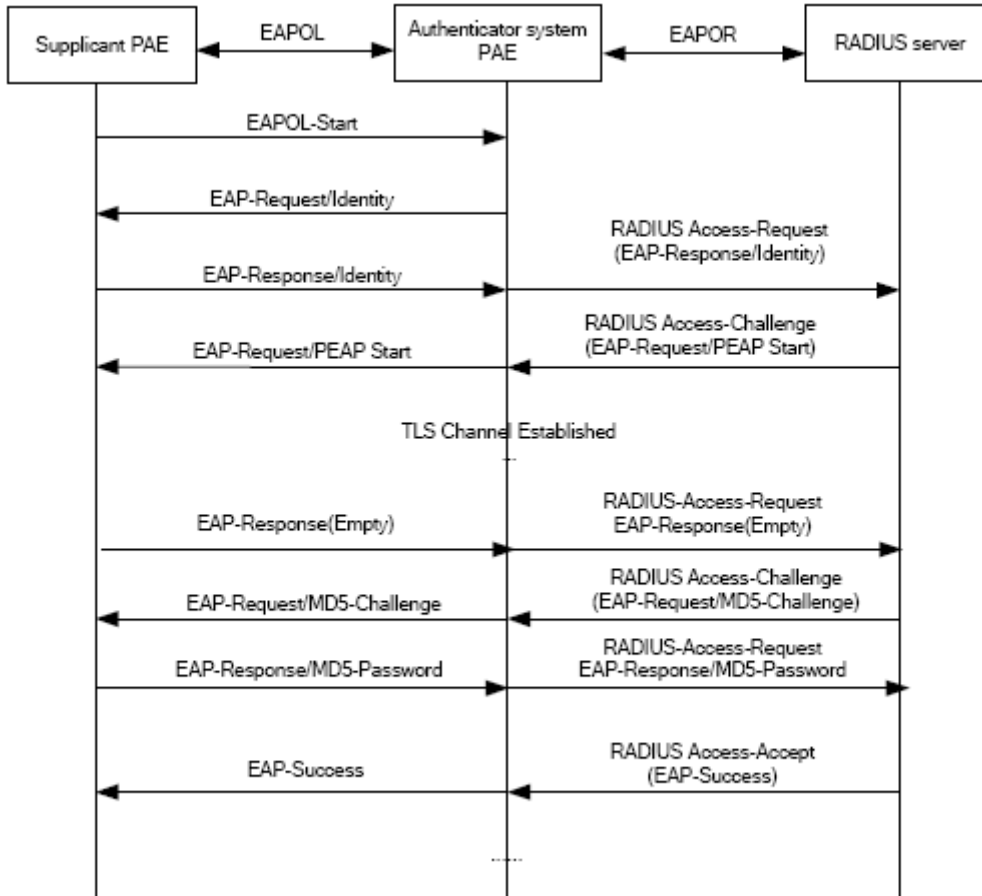 Supplicant PAE
EAPOL
Authenticator system
PAE
EAPOR
RADIUS server
EAPOL-Start
EAP-Request/Identity
RADIUS Access-Request
(EAP-Response/Identity)
EAP-Response/Identity
RADIUS Access-Challenge
(EAP-Request/PEAP Start)
EAP-Request/PEAP Start
TLS Channel Established
RADIUS-Access-Request
EAP-Response(Empty)
EAP-Response(Empty)
RADIUS Access-Challenge
(EAP-Request/MD5-Challenge)
EAP-Request/MD5-Challenge
RADIUS-Access-Request
EAP-Response/MD5-Password
EAP-Response/MD5-Password
RADIUS Access-Accept
(EAP-Success)
EAP-Success